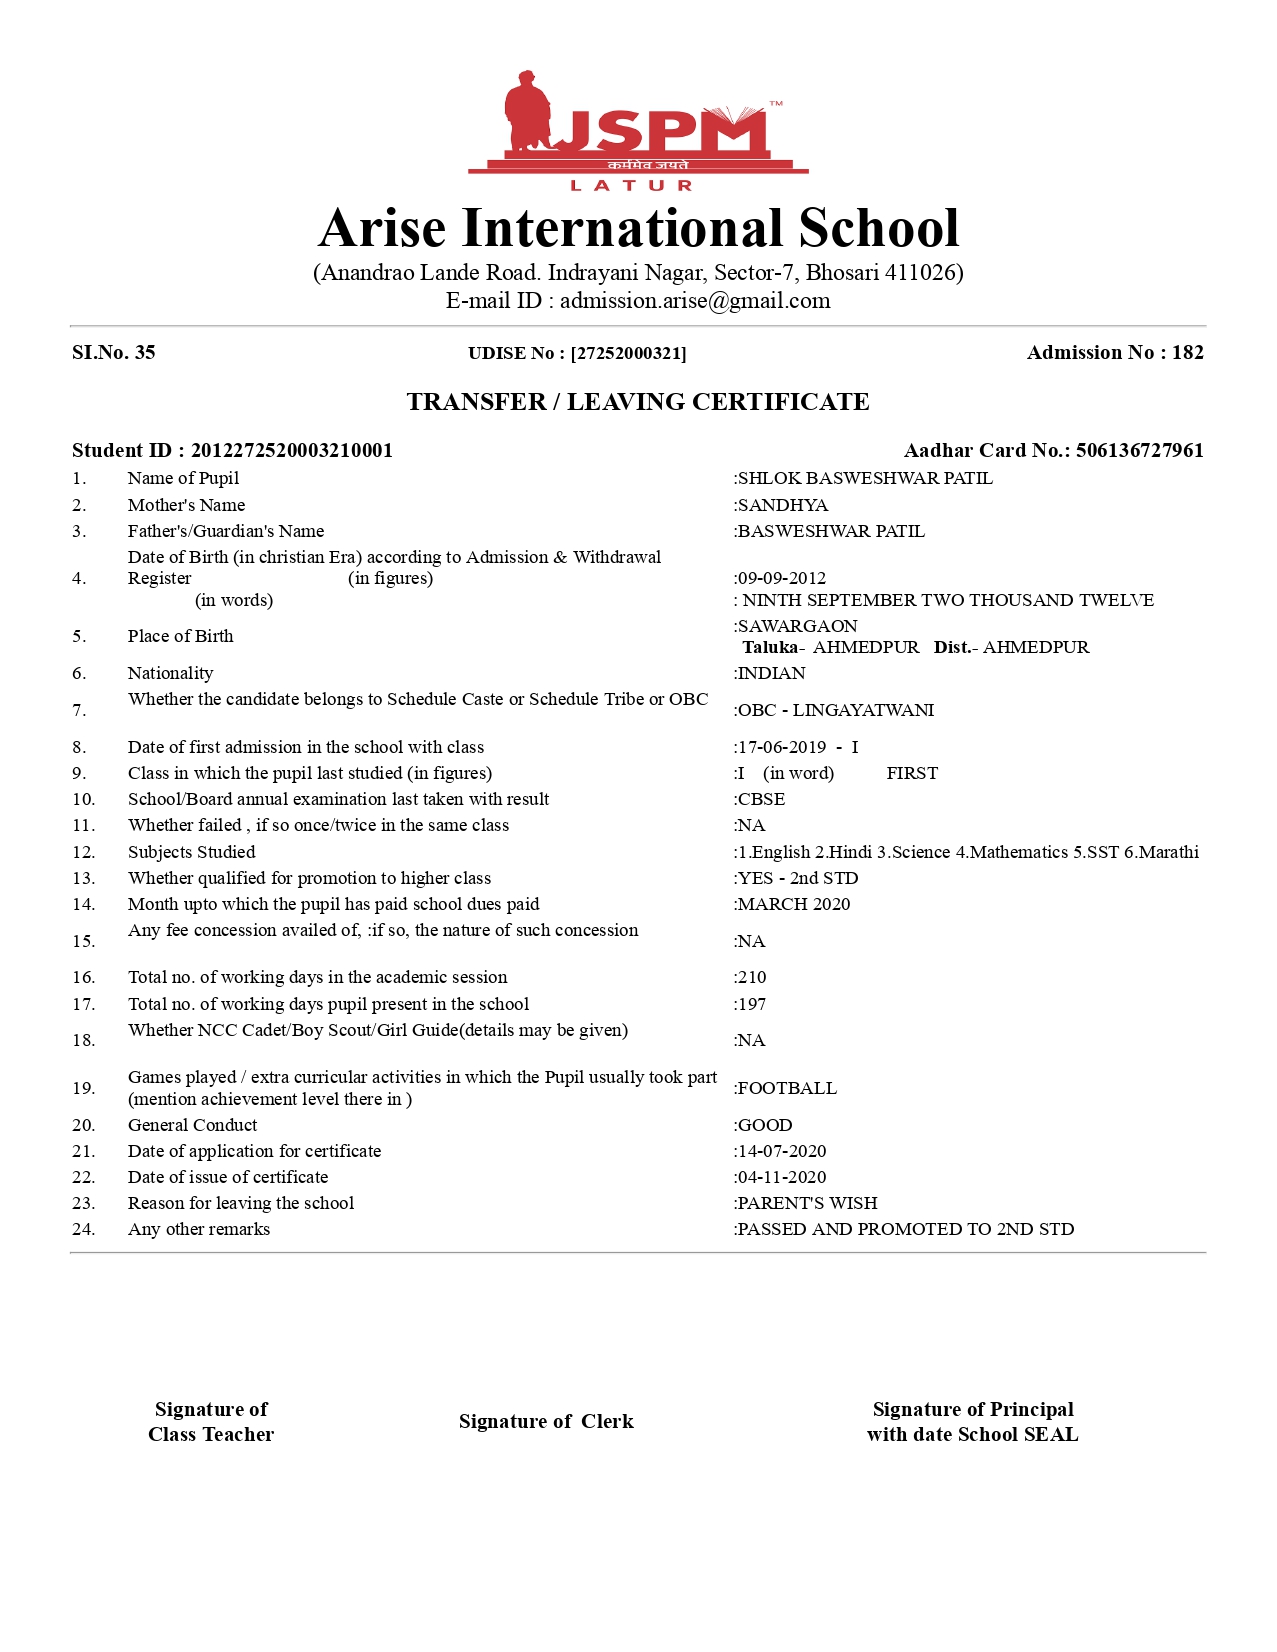 JSPM™
कर्ममेव जयते
LATUR
Arise International School
(Anandrao Lande Road. Indrayani Nagar, Sector-7, Bhosari 411026)
E-mail ID : admission.arise@gmail.com
SI.No. 35 UDISE No : [27252000321] Admission No : 182
TRANSFER / LEAVING CERTIFICATE
Student ID : 2012272520003210001 Aadhar Card No.: 506136727961
1. Name of Pupil :SHLOK BASWESHWAR PATIL
2. Mother's Name :SANDHYA
3. Father's/Guardian's Name :BASWESHWAR PATIL
Date of Birth (in christian Era) according to Admission & Withdrawal
4. Register (in figures) :09-09-2012
(in words) : NINTH SEPTEMBER TWO THOUSAND TWELVE
5. Place of Birth :SAWARGAON
Taluka- AHMEDPUR Dist.- AHMEDPUR
6. Nationality :INDIAN
7. Whether the candidate belongs to Schedule Caste or Schedule Tribe or OBC :OBC - LINGAYATWANI
8. Date of first admission in the school with class :17-06-2019 - I
9. Class in which the pupil last studied (in figures) :I (in word) FIRST
10. School/Board annual examination last taken with result :CBSE
11. Whether failed , if so once/twice in the same class :NA
12. Subjects Studied :1.English 2.Hindi 3.Science 4.Mathematics 5.SST 6.Marathi
13. Whether qualified for promotion to higher class :YES - 2nd STD
14. Month upto which the pupil has paid school dues paid :MARCH 2020
15. Any fee concession availed of, :if so, the nature of such concession :NA
16. Total no. of working days in the academic session :210
17. Total no. of working days pupil present in the school :197
18. Whether NCC Cadet/Boy Scout/Girl Guide(details may be given) :NA
19. Games played / extra curricular activities in which the Pupil usually took part
(mention achievement level there in ) :FOOTBALL
20. General Conduct :GOOD
21. Date of application for certificate :14-07-2020
22. Date of issue of certificate :04-11-2020
23. Reason for leaving the school :PARENT'S WISH
24. Any other remarks :PASSED AND PROMOTED TO 2ND STD
Signature of
Class Teacher
Signature of Clerk
Signature of Principal
with date School SEAL